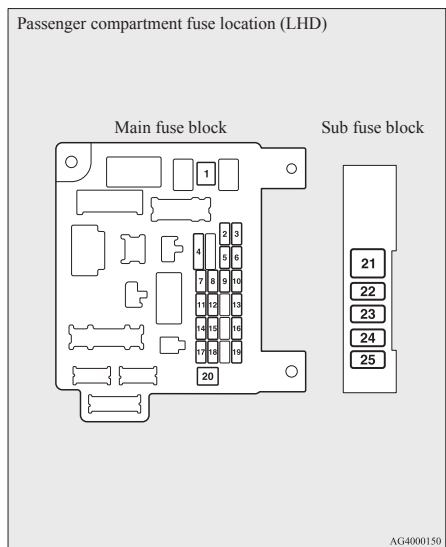 Passenger compartment fuse location (LHD)
Main fuse block Sub fuse block
1
2 3
4 5 6
7 8 9 10
11 12 13
14 15 16
17 18 19
20
21
22
23
24
25
AG4000150